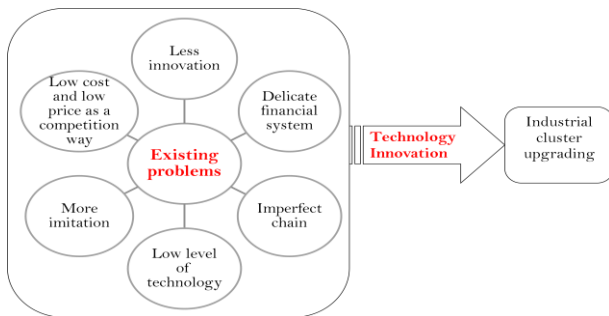 Less
innovation
Low cost
and low
price as a
competition
way
Delicate
financial
system
Existing
problems
More
imitation
Imperfect
chain
Low level
of
technology
Technology
Innovation
Industrial
cluster
upgrading